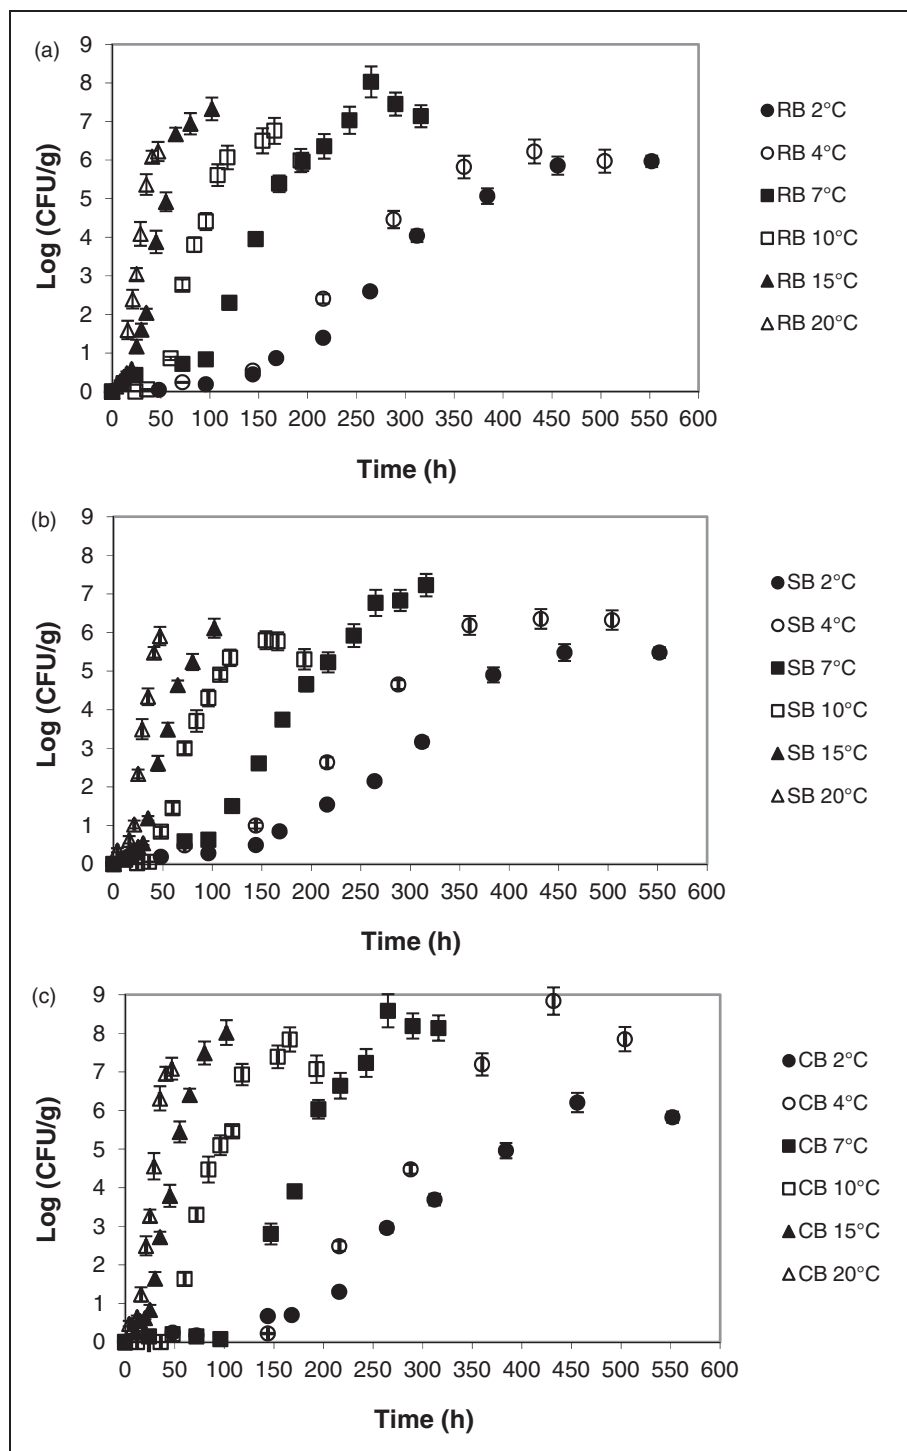 (a)
9
8
7
6
5
4
3
2
1
0
Log (CFU/g)
0 50 100 150 200 250 300 350 400 450 500 550 600
Time (h)
RB 2°C
RB 4°C
RB 7°C
RB 10°C
RB 15°C
RB 20°C
(b)
9
8
7
6
5
4
3
2
1
0
Log (CFU/g)
0 50 100 150 200 250 300 350 400 450 500 550 600
Time (h)
SB 2°C
SB 4°C
SB 7°C
SB 10°C
SB 15°C
SB 20°C
(c)
9
8
7
6
5
4
3
2
1
0
Log (CFU/g)
0 50 100 150 200 250 300 350 400 450 500 550 600
Time (h)
CB 2°C
CB 4°C
CB 7°C
CB 10°C
CB 15°C
CB 20°C